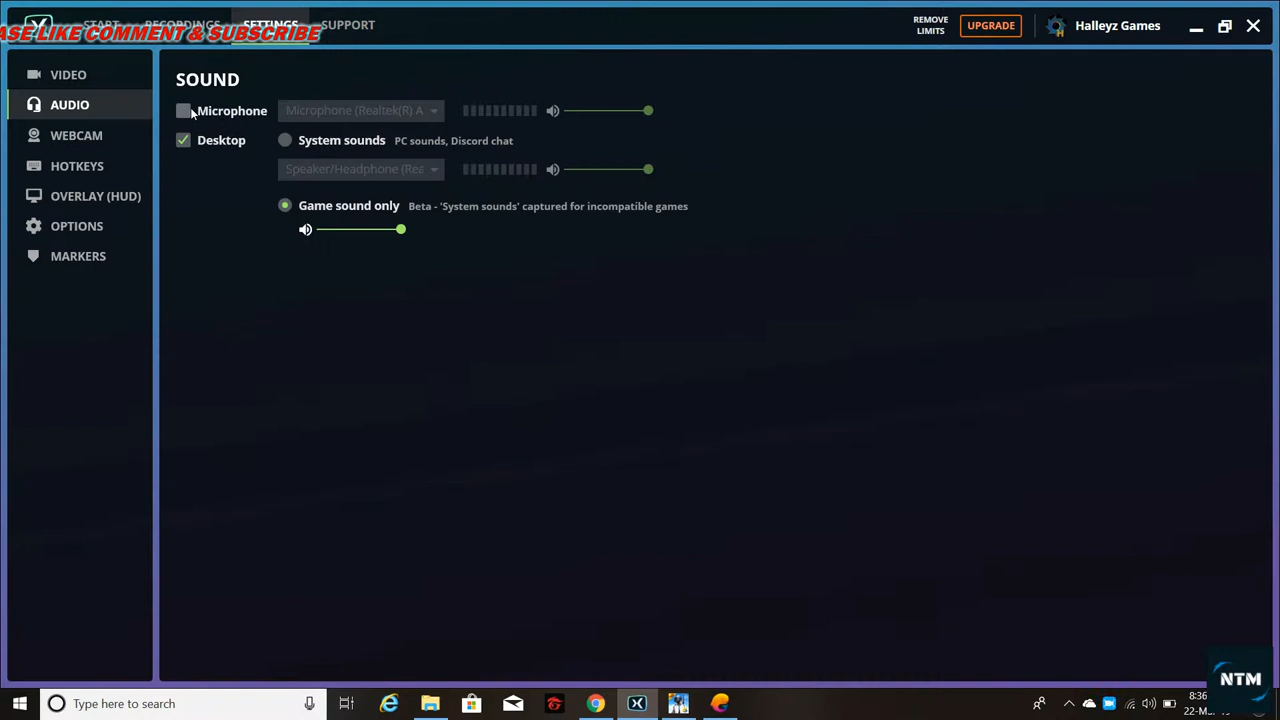 START RECORDINGS SETTINGS SUPPORT
ASE LIKE COMMENT & SUBSCRIBE
REMOVE
LIMITS
UPGRADE
Halleyz Games
VIDEO
AUDIO
WEBCAM
HOTKEYS
OVERLAY (HUD)
OPTIONS
MARKERS
SOUND
Microphone Microphone (Realtek(R) A
Desktop System sounds PC sounds, Discord chat
Speaker/Headphone (Rea
Game sound only Beta - 'System sounds' captured for incompatible games
NTM
Type here to search
8:36